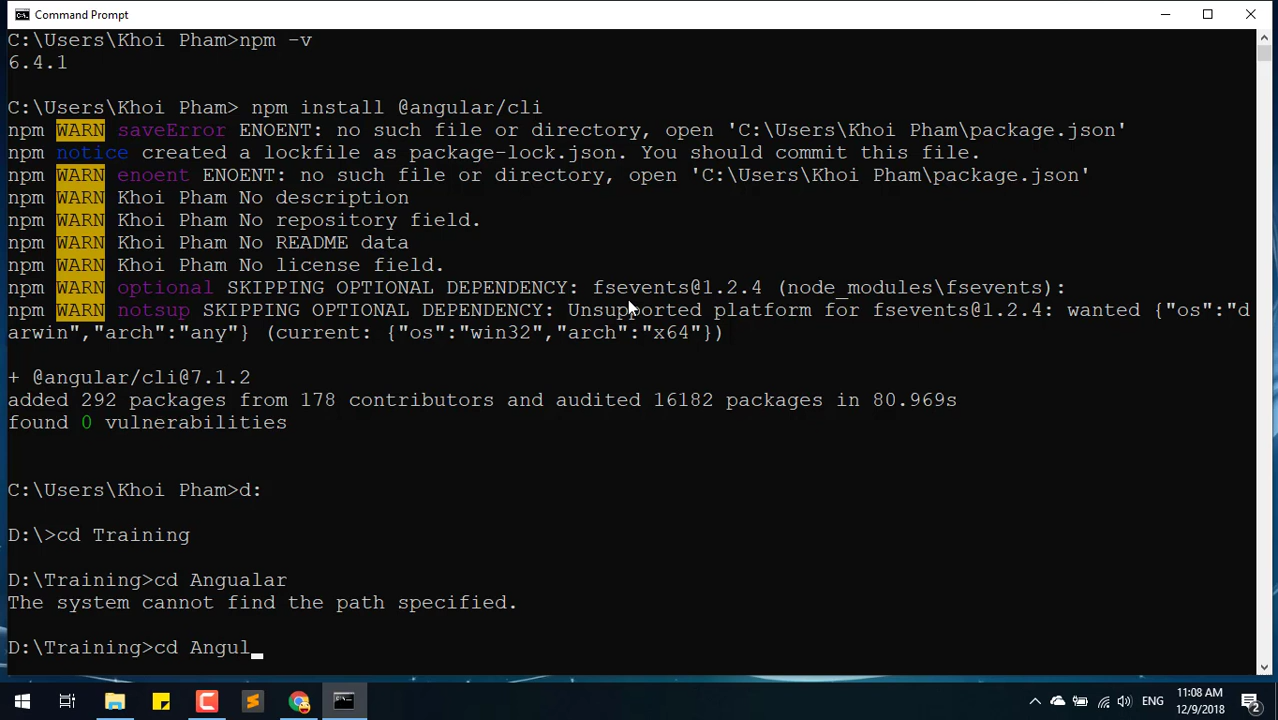 Command Prompt
C:\Users\Khoi Pham>npm -v
6.4.1
C:\Users\Khoi Pham> npm install @angular/cli
npm WARN saveError ENOENT: no such file or directory, open 'C:\Users\Khoi Pham\package.json'
npm notice created a lockfile as package-lock.json. You should commit this file.
npm WARN enoent ENOENT: no such file or directory, open 'C:\Users\Khoi Pham\package.json'
npm WARN Khoi Pham No description
npm WARN Khoi Pham No repository field.
npm WARN Khoi Pham No README data
npm WARN Khoi Pham No license field.
npm WARN optional SKIPPING OPTIONAL DEPENDENCY: fsevents@1.2.4 (node_modules\fsevents):
npm WARN notsup SKIPPING OPTIONAL DEPENDENCY: Unsupported platform for fsevents@1.2.4: wanted {"os":"d
arwin","arch":"any"} (current: {"os":"win32","arch":"x64"})
+ @angular/cli@7.1.2
added 292 packages from 178 contributors and audited 16182 packages in 80.969s
found 0 vulnerabilities
C:\Users\Khoi Pham>d:
D:\>cd Training
D:\Training>cd Angualar
The system cannot find the path specified.
D:\Training>cd Angul_
ENG
11:08 AM
12/9/2018
2